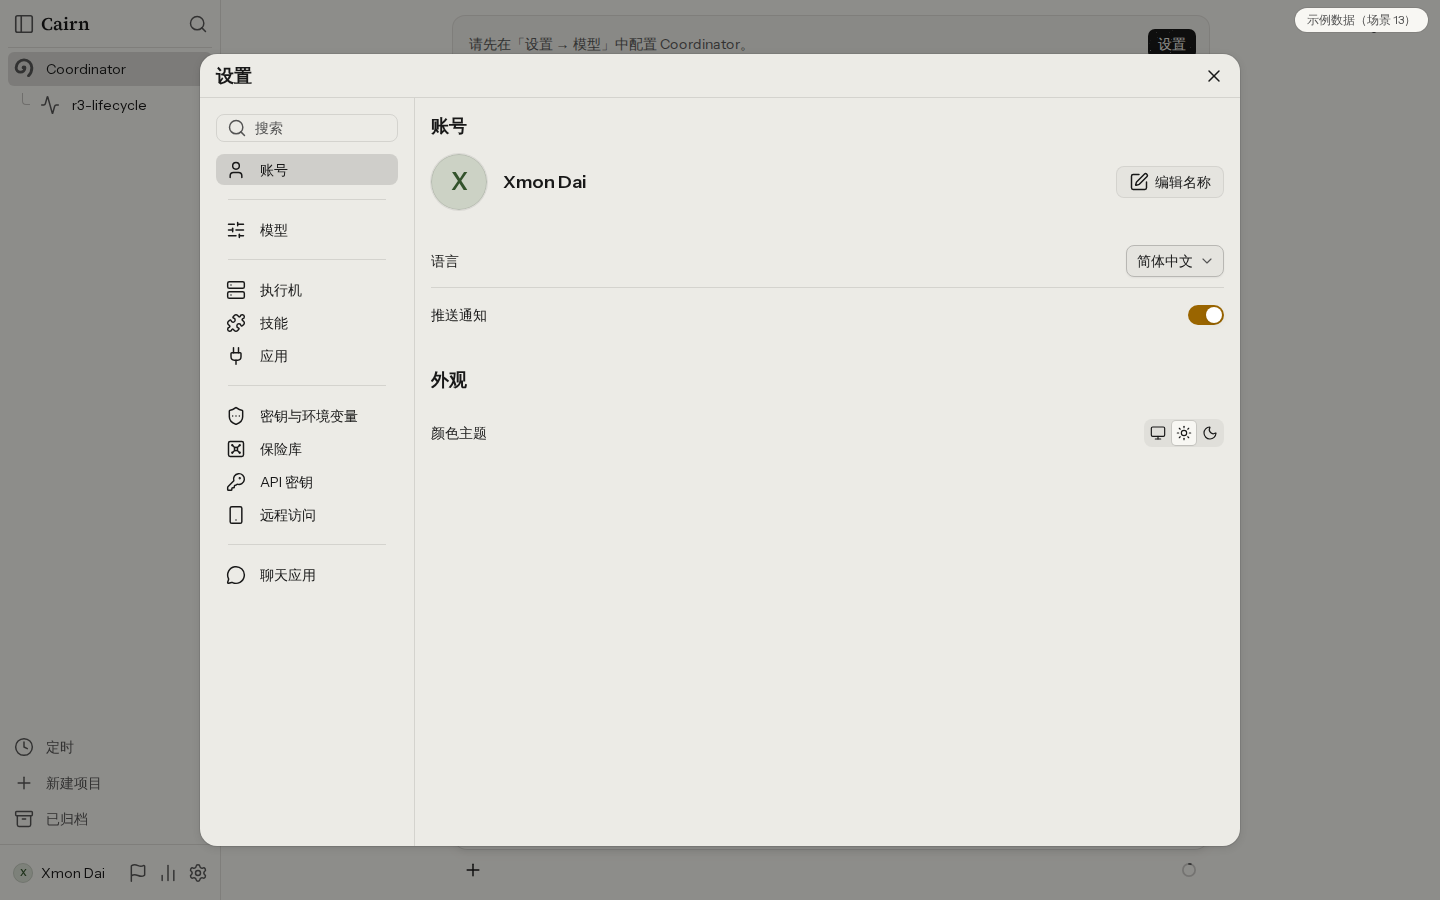 Cairn
示例数据（场景 13）
Coordinator
r3-lifecycle
请先在「设置 → 模型」中配置 Coordinator。
设置
设置
搜索
账号
模型
执行机
技能
应用
密钥与环境变量
保险库
API 密钥
远程访问
聊天应用
账号
X
Xmon Dai
编辑名称
语言
简体中文
推送通知
外观
颜色主题
定时
新建项目
已归档
X
Xmon Dai